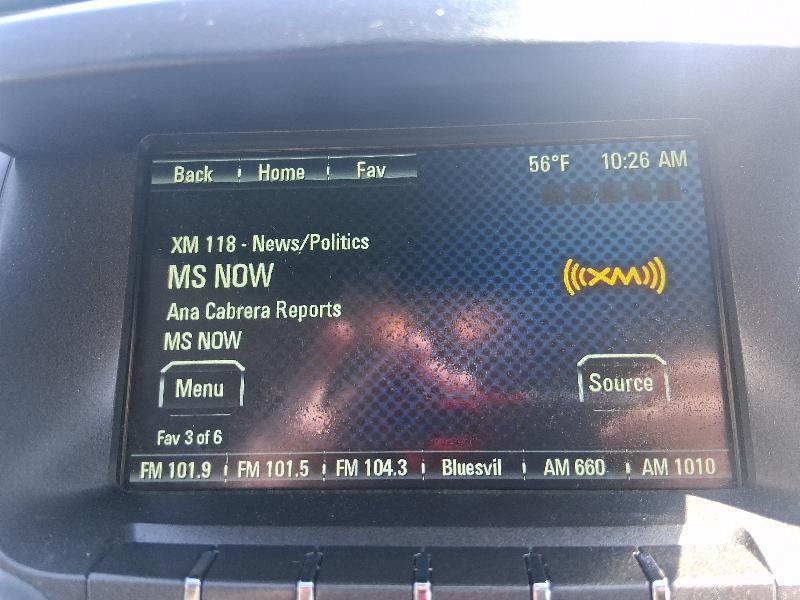 Back Home Fav 56°F 10:26 AM
XM 118 - News/Politics
MS NOW
((XM))
Ana Cabrera Reports
MS NOW
Menu Source
Fav 3 of 6
FM 101.9 FM 101.5 FM 104.3 Bluesvil AM 660 AM 1010